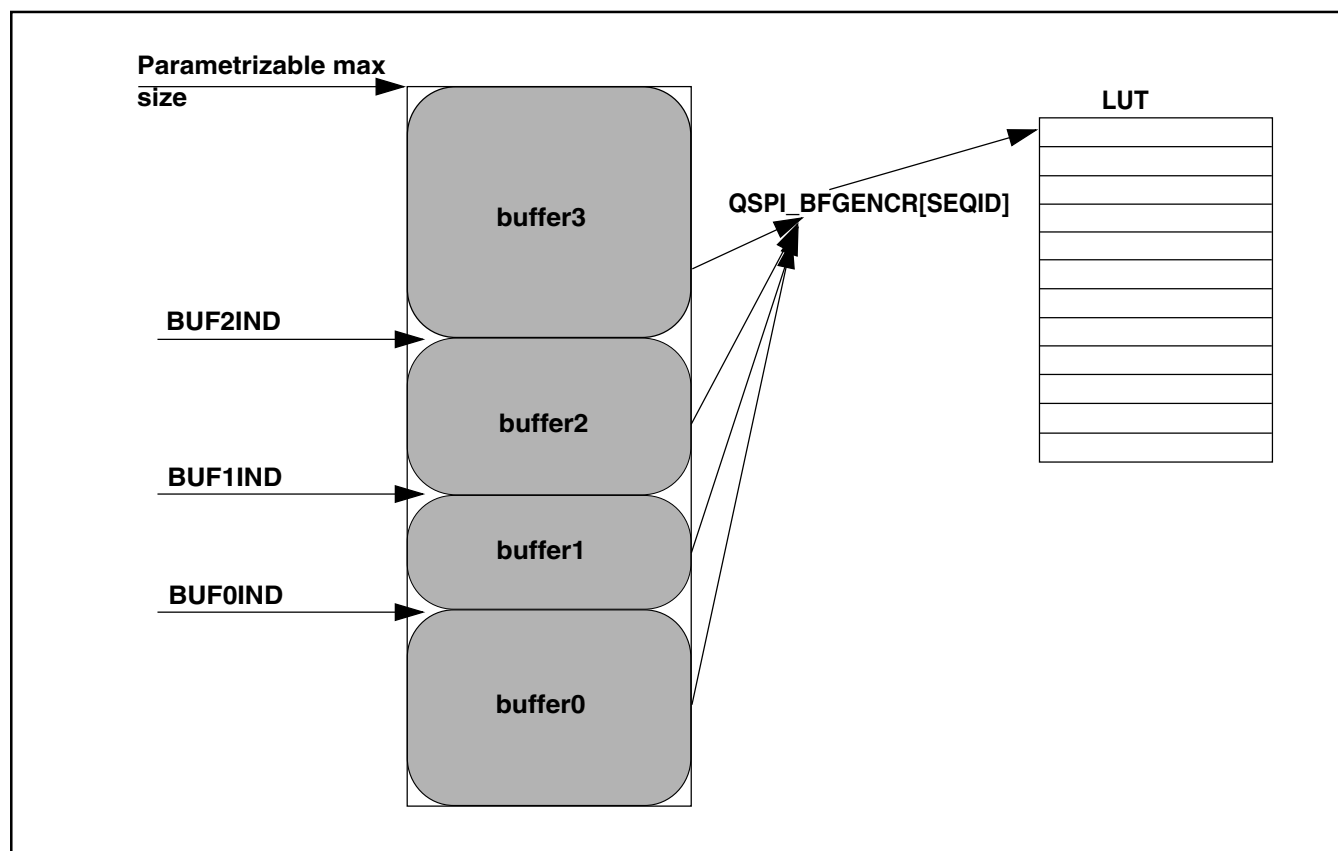 Parametrizable max
size
LUT
buffer3
QSPI_BFGENCR[SEQID]
BUF2IND
buffer2
BUF1IND
buffer1
BUF0IND
buffer0